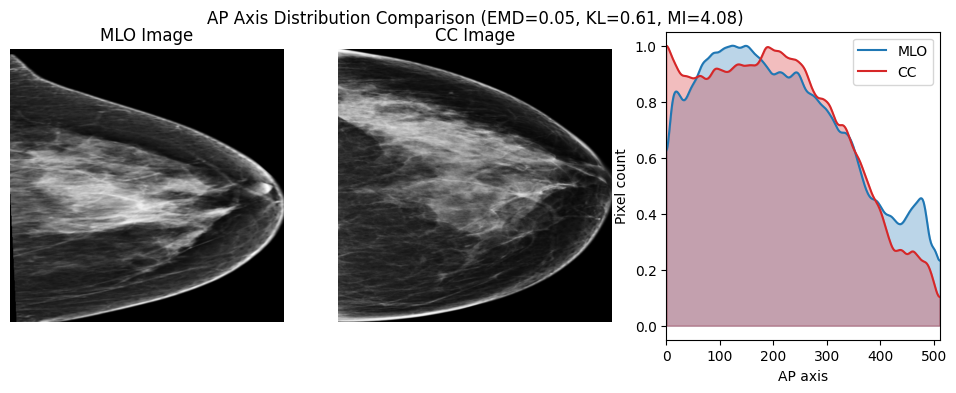 AP Axis Distribution Comparison (EMD=0.05, KL=0.61, MI=4.08)
MLO Image
CC Image
MLO
CC
1.0
0.8
0.6
0.4
0.2
0.0
Pixel count
0 100 200 300 400 500
AP axis